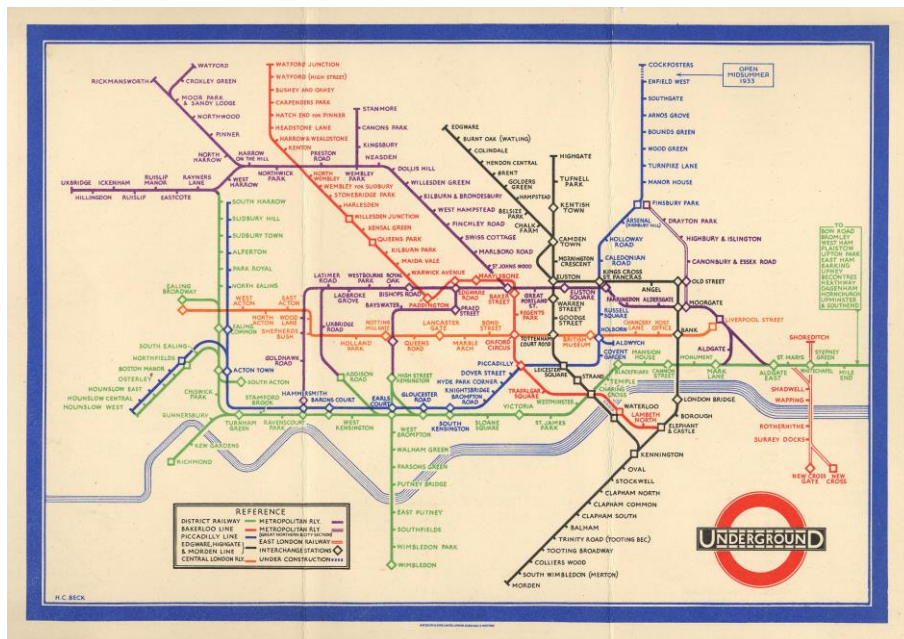 WATFORD
RICKMANSWORTH
CROXLEY GREEN
MOOR PARK
& SANDY LODGE
NORTHWOOD
PINNER
NORTH
HARROW
HARROW
ON THE HILL
NORTHWICK
PARK
PRESTON
ROAD
WEMBLEY
PARK
WATFORD JUNCTION
WATFORD (HIGH STREET)
BUSHEY AND OXHEY
CARPENDERS PARK
HATCH END FOR PINNER
HEADSTONE LANE
HARROW & WEALDSTONE
KENTON
NORTH
WEMBLEY
WEMBLEY FOR SUDBURY
STONEBRIDGE PARK
HARLESDEN
WILLESDEN JUNCTION
KENSAL GREEN
QUEENS PARK
KILBURN PARK
MAIDA VALE
WARWICK AVENUE
STANMORE
CANONS PARK
KINGSBURY
NEASDEN
DOLLIS HILL
WILLESDEN GREEN
KILBURN & BRONDESBURY
WEST HAMPSTEAD
FINCHLEY ROAD
SWISS COTTAGE
MARLBORO ROAD
ST JOHNS WOOD
EDGWARE
BURNT OAK (WATLING)
COLINDALE
HENDON CENTRAL
BRENT
GOLDERS
GREEN
HAMPSTEAD
BELSIZE
PARK
CHALK
FARM
HIGHGATE
TUFNELL
PARK
KENTISH
TOWN
CAMDEN
TOWN
MORNINGTON
CRESCENT
EUSTON
COCKFOSTERS
OPEN
MIDSUMMER
1933
ENFIELD WEST
SOUTHGATE
ARNOS GROVE
BOUNDS GREEN
WOOD GREEN
TURNPIKE LANE
MANOR HOUSE
FINSBURY PARK
ARSENAL
(HIGHBURY HILL)
DRAYTON PARK
HOLLOWAY
ROAD
HIGHBURY & ISLINGTON
CALEDONIAN
ROAD
CANONBURY & ESSEX ROAD
KINGS CROSS
ST. PANCRAS
ANGEL
OLD STREET
UXBRIDGE
ICKENHAM
RUISLIP
MANOR
RAYNERS
LANE
WEST
HARROW
HILLINGDON
RUISLIP
EASTCOTE
SOUTH HARROW
SUDBURY HILL
SUDBURY TOWN
ALPERTON
PARK ROYAL
NORTH EALING
EALING
BROADWAY
WEST
ACTON
EAST
ACTON
NORTH
ACTON
WOOD
LANE
SHEPHERDS
BUSH
EALING
COMMON
LATIMER
ROAD
LADBROKE
GROVE
WESTBOURNE
PARK
ROYAL
OAK
BISHOPS ROAD
BAYSWATER
PADDINGTON
EDGWARE
ROAD
PRAED
STREET
MARYLEBONE
BAKER
STREET
GREAT
PORTLAND
STREET
REGENTS
PARK
EUSTON
SQUARE
WARREN
STREET
GOODGE
STREET
RUSSELL
SQUARE
FARRINGDON
ALDERSGATE
MOORGATE
LIVERPOOL STREET
UXBRIDGE
ROAD
HOLLAND
PARK
NOTTING
HILL GATE
QUEENS
ROAD
LANCASTER
GATE
MARBLE
ARCH
BOND
STREET
OXFORD
CIRCUS
TOTTENHAM
COURT ROAD
BRITISH
MUSEUM
HOLBORN
CHANCERY
LANE
POST
OFFICE
BANK
ALDWYCH
COVENT
GARDEN
ALDGATE
TO
BOW ROAD
BROMLEY
WEST HAM
PLAISTOW
UPTON PARK
EAST HAM
BARKING
UPNEY
BECONTREE
HEATHWAY
DAGENHAM
HORNCHURCH
UPMINSTER
& SOUTHEND
SOUTH EALING
NORTHFIELDS
BOSTON MANOR
OSTERLEY
HOUNSLOW EAST
HOUNSLOW CENTRAL
HOUNSLOW WEST
ACTON TOWN
SOUTH ACTON
CHISWICK
PARK
GUNNERSBURY
KEW GARDENS
RICHMOND
TURNHAM
GREEN
STAMFORD
BROOK
RAVENSCOURT
PARK
GOLDHAWK
ROAD
HAMMERSMITH
BARONS COURT
WEST
KENSINGTON
ADDISON
ROAD
EARLS
COURT
HIGH STREET
KENSINGTON
GLOUCESTER
ROAD
SOUTH
KENSINGTON
KNIGHTSBRIDGE
BROMPTON
ROAD
HYDE PARK CORNER
DOVER STREET
PICCADILLY
SLOANE
SQUARE
VICTORIA
ST. JAMES
PARK
WESTMINSTER
TRAFALGAR
SQUARE
LEICESTER
SQUARE
STRAND
CHARING
CROSS
TEMPLE
BLACKFRIARS
MANSION
HOUSE
CANNON
STREET
MONUMENT
MARK
LANE
ALDGATE
EAST
ST. MARYS
WHITECHAPEL
STEPNEY
GREEN
MILE
END
SHOREDITCH
SHADWELL
WAPPING
ROTHERHITHE
SURREY DOCKS
NEW CROSS
GATE
NEW
CROSS
WATERLOO
LAMBETH
NORTH
LONDON BRIDGE
BOROUGH
ELEPHANT
& CASTLE
KENNINGTON
OVAL
STOCKWELL
CLAPHAM NORTH
CLAPHAM COMMON
CLAPHAM SOUTH
BALHAM
TRINITY ROAD (TOOTING BEC)
TOOTING BROADWAY
COLLIERS WOOD
SOUTH WIMBLEDON (MERTON)
MORDEN
WEST
BROMPTON
WALHAM GREEN
PARSONS GREEN
PUTNEY BRIDGE
EAST PUTNEY
SOUTHFIELDS
WIMBLEDON PARK
WIMBLEDON
REFERENCE
DISTRICT RAILWAY
BAKERLOO LINE
PICCADILLY LINE
EDGWARE, HIGHGATE
& MORDEN LINE
CENTRAL LONDON RLY.
METROPOLITAN RLY.
METROPOLITAN RLY.
(GREAT NORTHERN & CITY SECTION)
EAST LONDON RAILWAY
INTERCHANGE STATIONS
UNDER CONSTRUCTION
UNDERGROUND
H.C. BECK